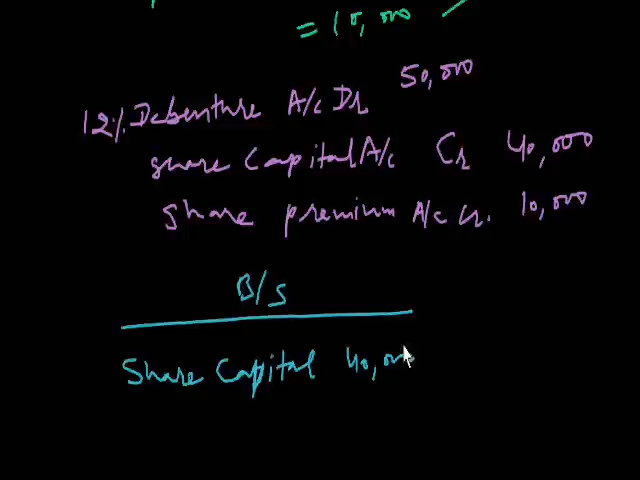 = 10,000
12% Debenture A/c Dr 50,000
Share Capital A/c Cr 40,000
Share premium A/c Cr. 10,000
B/S
Share Capital 40,000